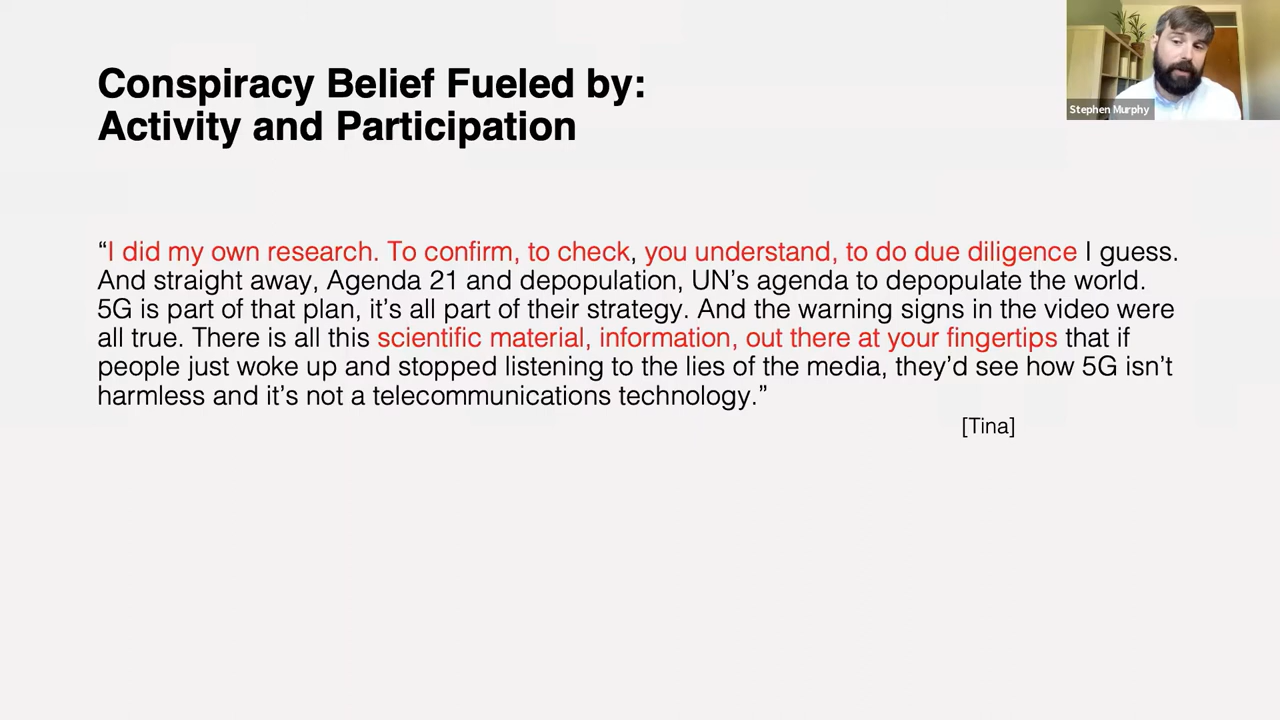 Conspiracy Belief Fueled by:
Activity and Participation
Stephen Murphy
“I did my own research. To confirm, to check, you understand, to do due diligence I guess.
And straight away, Agenda 21 and depopulation, UN’s agenda to depopulate the world.
5G is part of that plan, it’s all part of their strategy. And the warning signs in the video were
all true. There is all this scientific material, information, out there at your fingertips that if
people just woke up and stopped listening to the lies of the media, they’d see how 5G isn’t
harmless and it’s not a telecommunications technology.”
[Tina]